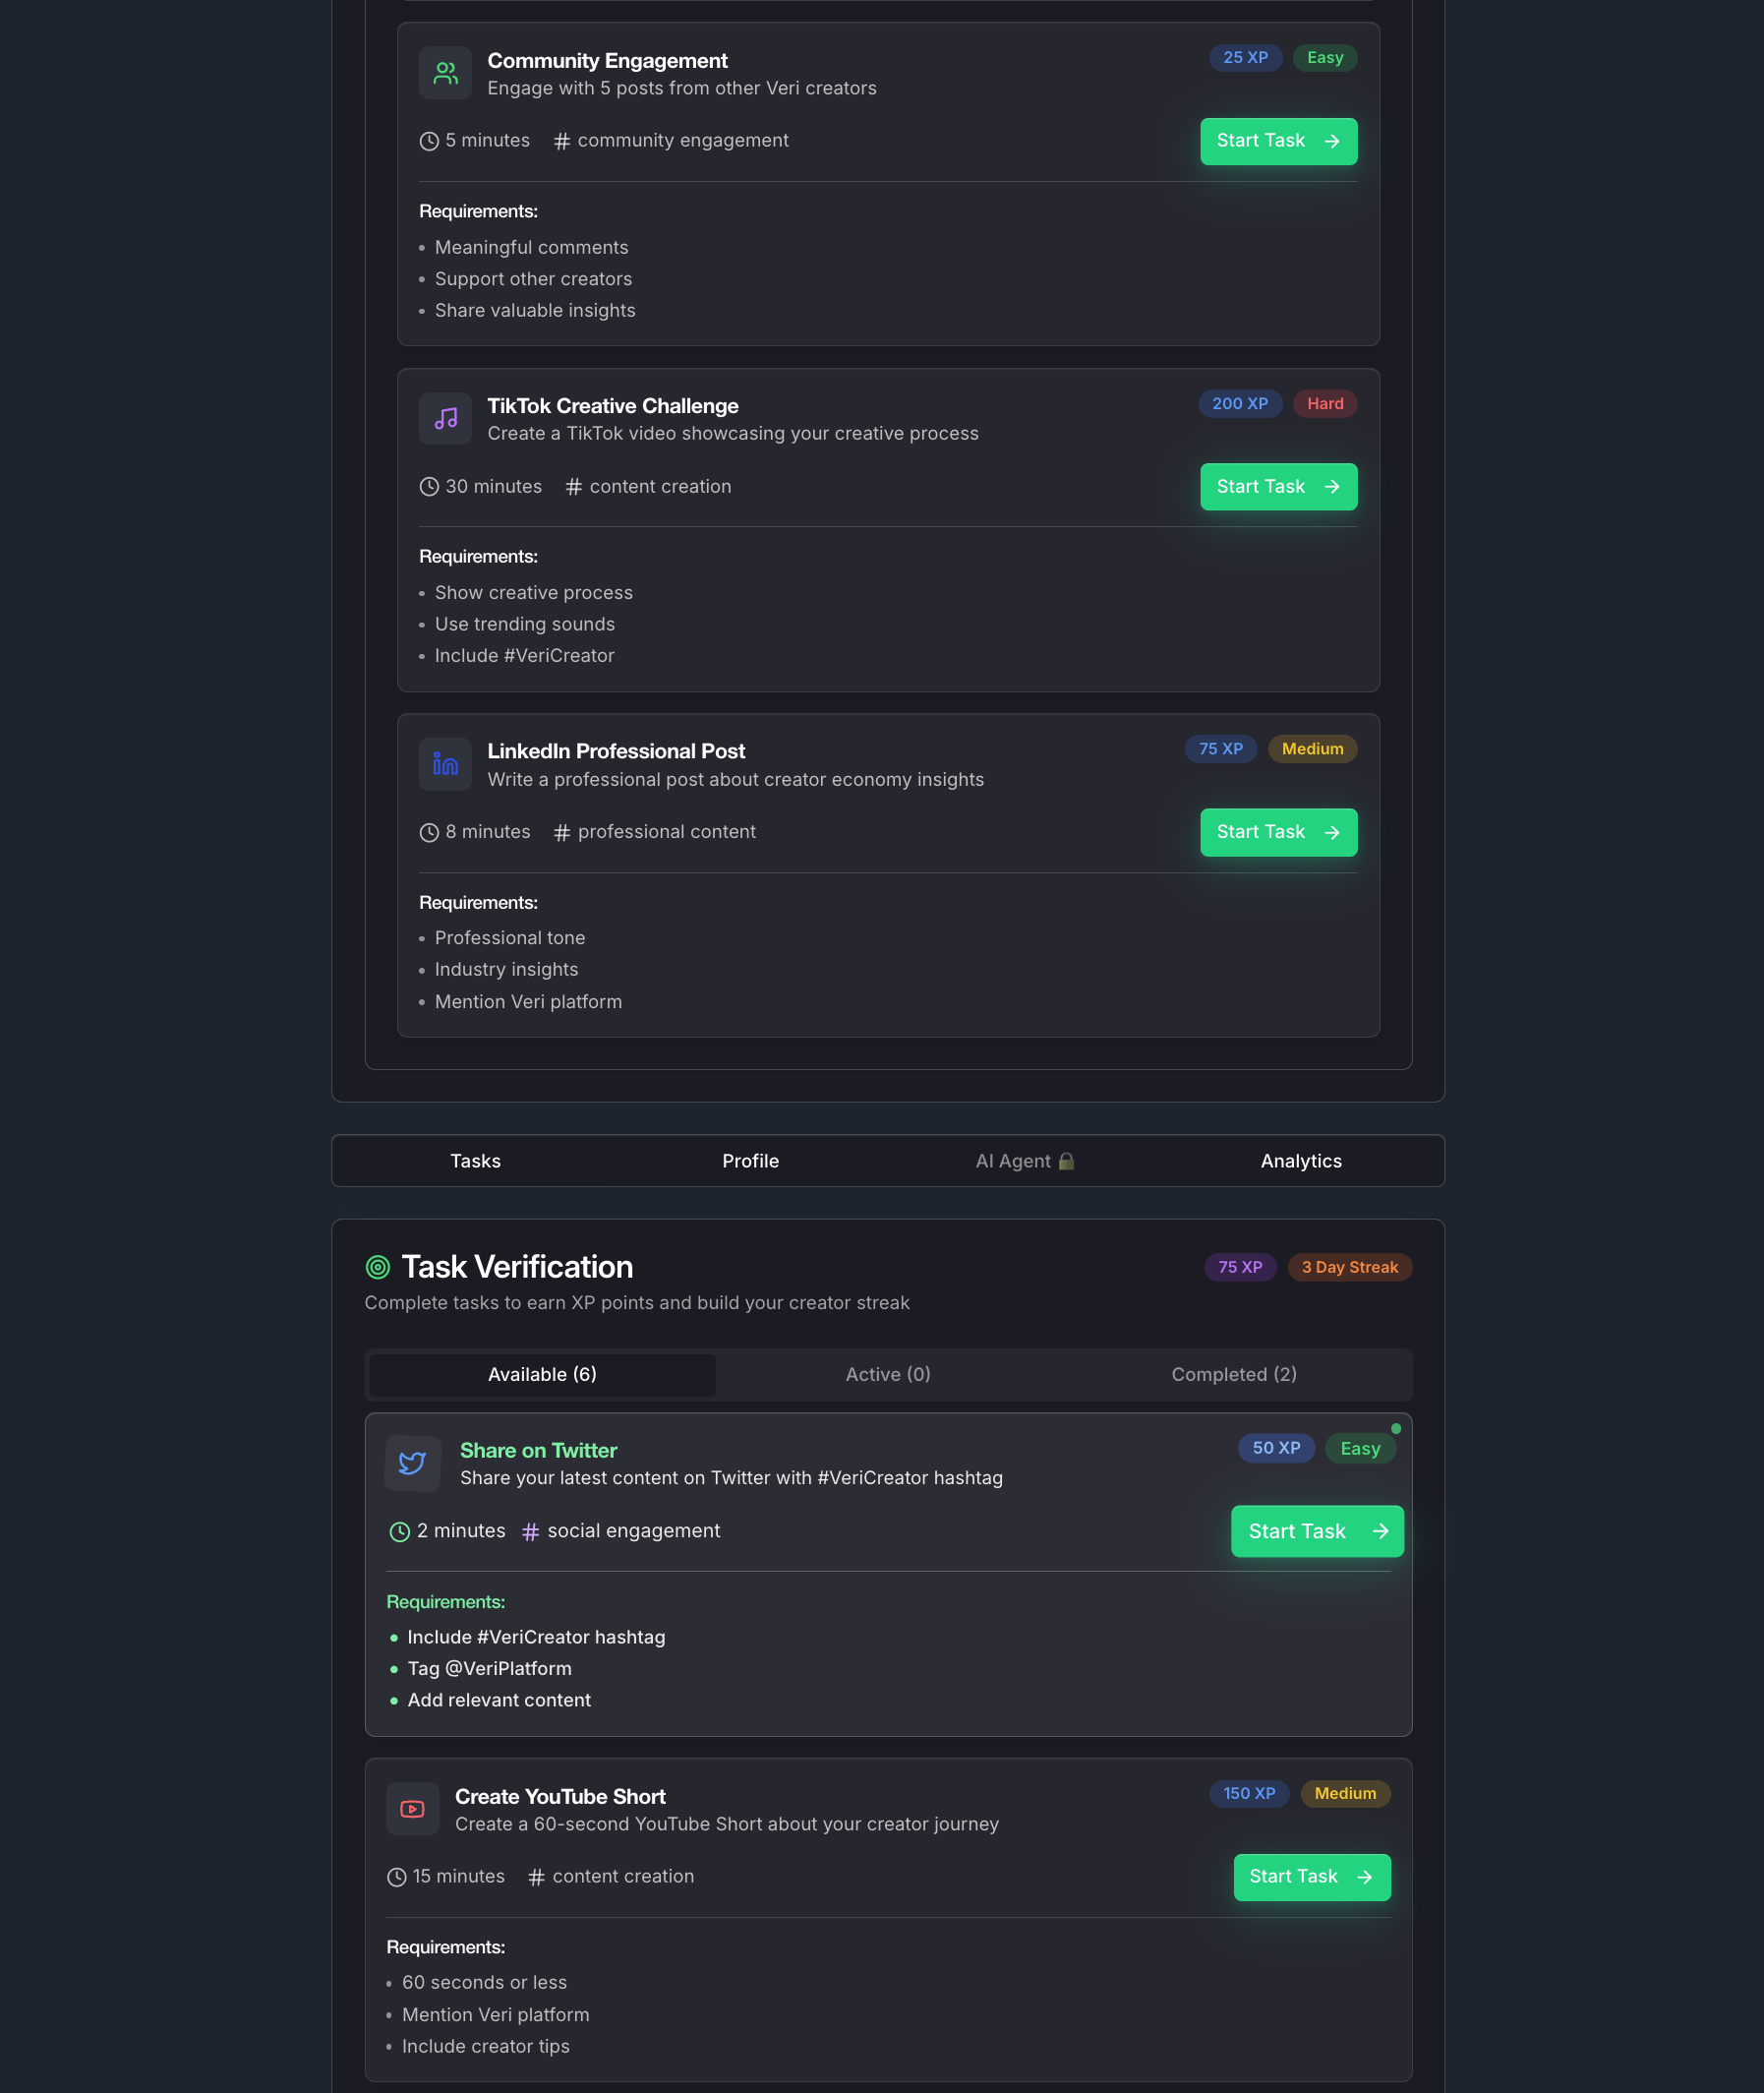 Community Engagement
25 XP
Easy
Engage with 5 posts from other Veri creators
5 minutes
# community engagement
Start Task
Requirements:
• Meaningful comments
• Support other creators
• Share valuable insights
TikTok Creative Challenge
200 XP
Hard
Create a TikTok video showcasing your creative process
30 minutes
# content creation
Start Task
Requirements:
• Show creative process
• Use trending sounds
• Include #VeriCreator
LinkedIn Professional Post
75 XP
Medium
Write a professional post about creator economy insights
8 minutes
# professional content
Start Task
Requirements:
• Professional tone
• Industry insights
• Mention Veri platform
Tasks
Profile
AI Agent 🔒
Analytics
Task Verification
75 XP
3 Day Streak
Complete tasks to earn XP points and build your creator streak
Available (6)
Active (0)
Completed (2)
Share on Twitter
50 XP
Easy
Share your latest content on Twitter with #VeriCreator hashtag
2 minutes
# social engagement
Start Task
Requirements:
• Include #VeriCreator hashtag
• Tag @VeriPlatform
• Add relevant content
Create YouTube Short
150 XP
Medium
Create a 60-second YouTube Short about your creator journey
15 minutes
# content creation
Start Task
Requirements:
• 60 seconds or less
• Mention Veri platform
• Include creator tips